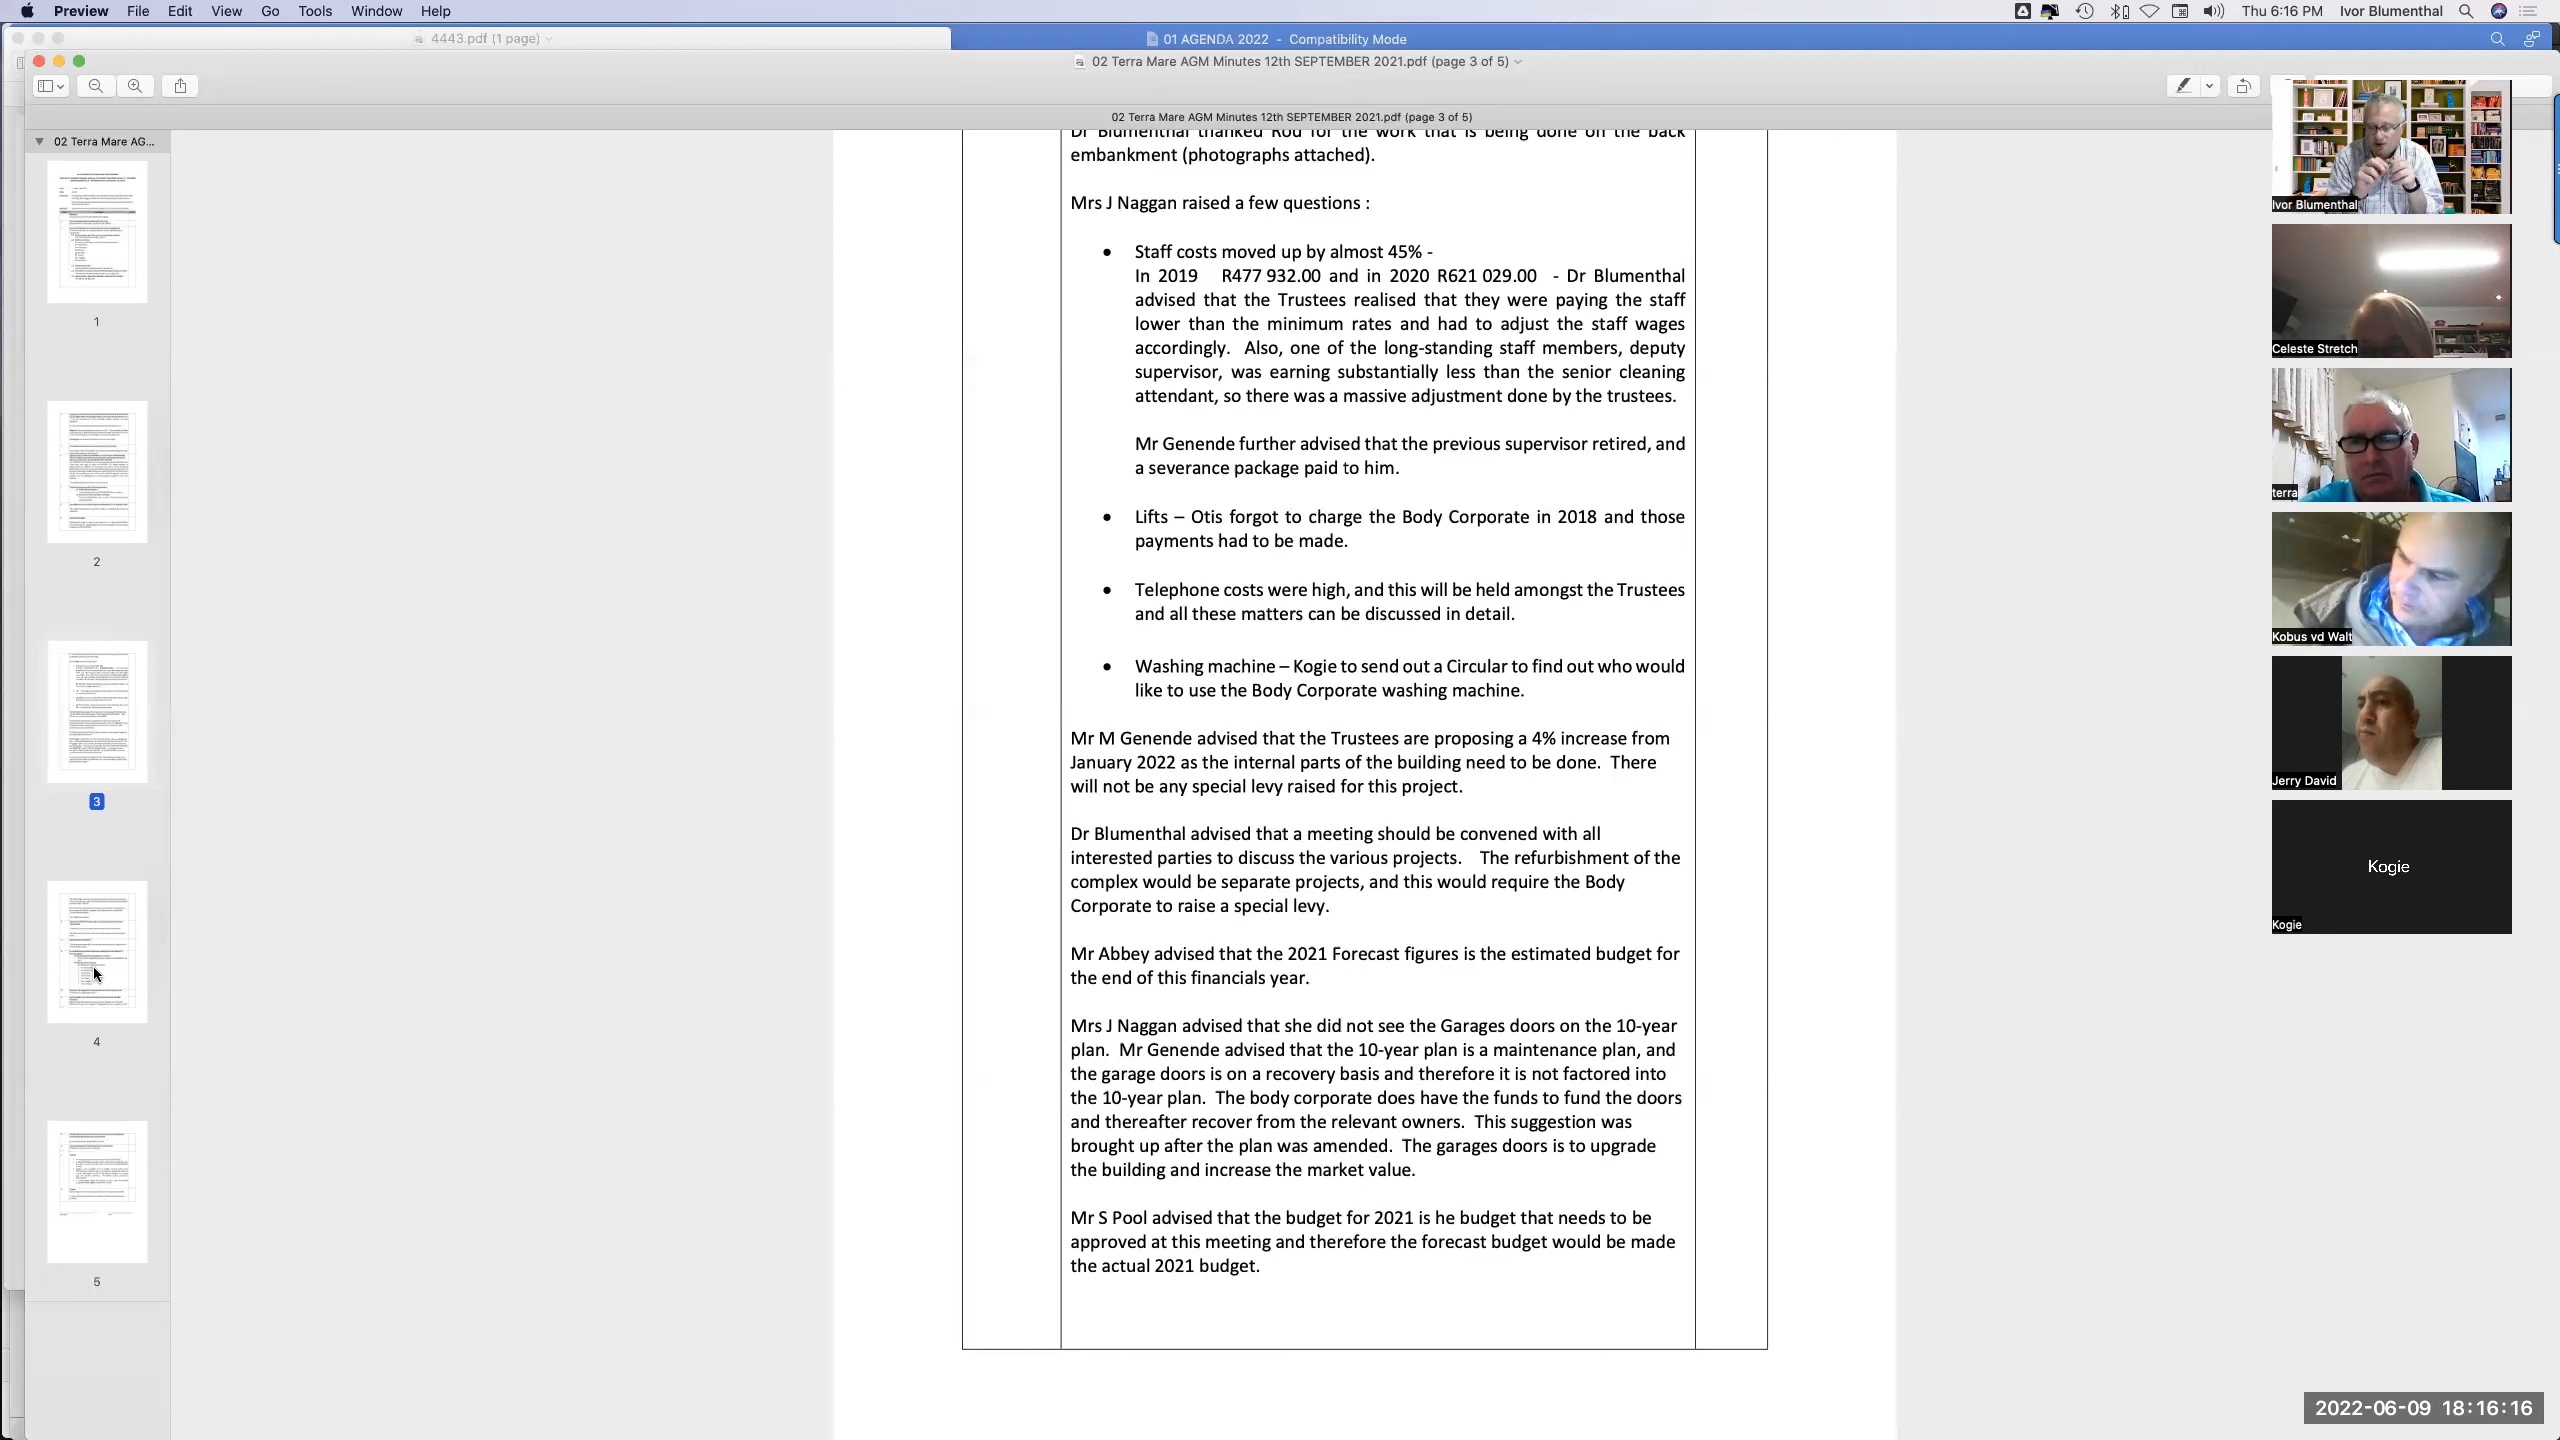 Preview File Edit View Go Tools Window Help
Thu 6:16 PM Ivor Blumenthal
4443.pdf (1 page)
01 AGENDA 2022 - Compatibility Mode
02 Terra Mare AGM Minutes 12th SEPTEMBER 2021.pdf (page 3 of 5)
02 Terra Mare AGM Minutes 12th SEPTEMBER 2021.pdf (page 3 of 5)
02 Terra Mare AG...
1
2
3
4
5
Dr Blumenthal thanked Rod for the work that is being done on the back
embankment (photographs attached).
Mrs J Naggan raised a few questions :
• Staff costs moved up by almost 45% -
In 2019 R477 932.00 and in 2020 R621 029.00 - Dr Blumenthal
advised that the Trustees realised that they were paying the staff
lower than the minimum rates and had to adjust the staff wages
accordingly. Also, one of the long-standing staff members, deputy
supervisor, was earning substantially less than the senior cleaning
attendant, so there was a massive adjustment done by the trustees.
Mr Genende further advised that the previous supervisor retired, and
a severance package paid to him.
• Lifts – Otis forgot to charge the Body Corporate in 2018 and those
payments had to be made.
• Telephone costs were high, and this will be held amongst the Trustees
and all these matters can be discussed in detail.
• Washing machine – Kogie to send out a Circular to find out who would
like to use the Body Corporate washing machine.
Mr M Genende advised that the Trustees are proposing a 4% increase from
January 2022 as the internal parts of the building need to be done. There
will not be any special levy raised for this project.
Dr Blumenthal advised that a meeting should be convened with all
interested parties to discuss the various projects. The refurbishment of the
complex would be separate projects, and this would require the Body
Corporate to raise a special levy.
Mr Abbey advised that the 2021 Forecast figures is the estimated budget for
the end of this financials year.
Mrs J Naggan advised that she did not see the Garages doors on the 10-year
plan. Mr Genende advised that the 10-year plan is a maintenance plan, and
the garage doors is on a recovery basis and therefore it is not factored into
the 10-year plan. The body corporate does have the funds to fund the doors
and thereafter recover from the relevant owners. This suggestion was
brought up after the plan was amended. The garages doors is to upgrade
the building and increase the market value.
Mr S Pool advised that the budget for 2021 is he budget that needs to be
approved at this meeting and therefore the forecast budget would be made
the actual 2021 budget.
Ivor Blumenthal
Celeste Stretch
terra
Kobus vd Walt
Jerry David
Kogie
Kogie
2022-06-09 18:16:16